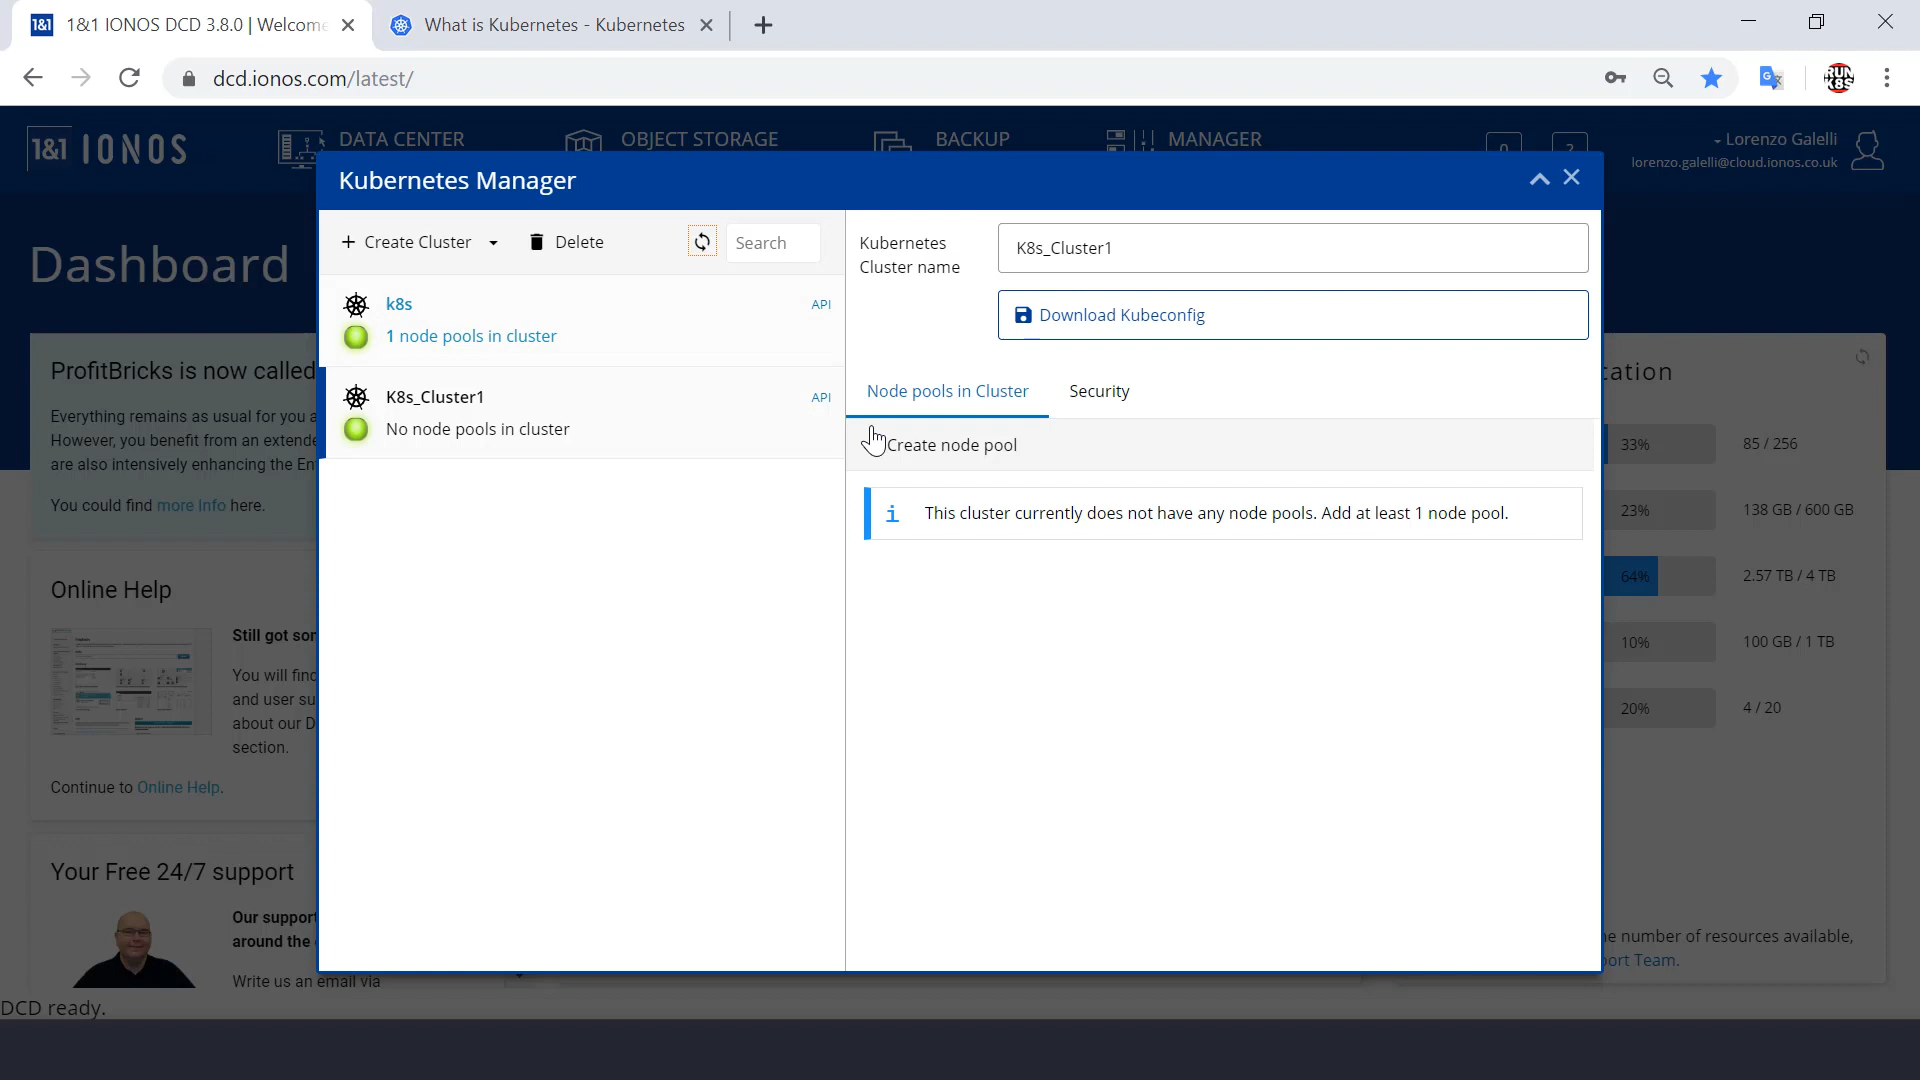 1&1 IONOS DCD 3.8.0 | Welcome
What is Kubernetes - Kubernetes
dcd.ionos.com/latest/
RUN K8S
1&1 IONOS
DATA CENTER
OBJECT STORAGE
BACKUP
MANAGER
0
?
Lorenzo Galelli
lorenzo.galelli@cloud.ionos.co.uk
Kubernetes Manager
Dashboard
+ Create Cluster
Delete
Search
k8s
API
1 node pools in cluster
K8s_Cluster1
API
No node pools in cluster
Kubernetes
Cluster name
K8s_Cluster1
Download Kubeconfig
Node pools in Cluster
Security
Create node pool
i This cluster currently does not have any node pools. Add at least 1 node pool.
ProfitBricks is now called
Everything remains as usual for you a
However, you benefit from an extende
are also intensively enhancing the En
You could find more info here.
Online Help
Still got som
You will find
and user su
about our D
section.
Continue to Online Help.
Your Free 24/7 support
Our support
around the
Write us an email via
cation
33%
85 / 256
23%
138 GB / 600 GB
64%
2.57 TB / 4 TB
10%
100 GB / 1 TB
20%
4 / 20
he number of resources available,
port Team.
DCD ready.